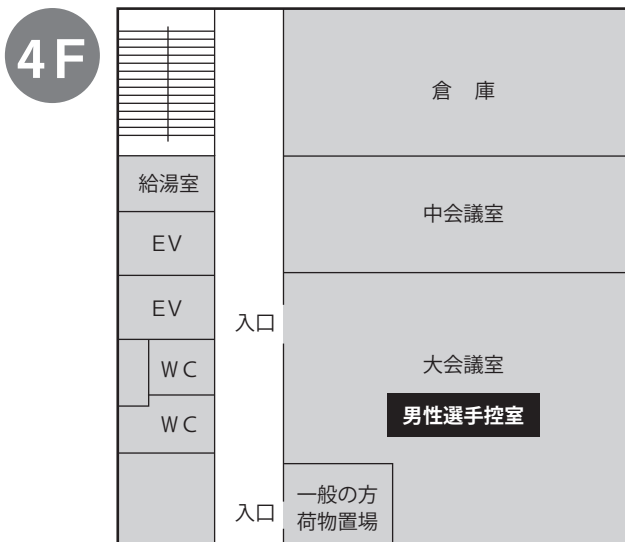 4F
倉　庫
給湯室
中会議室
EV
EV
入口
大会議室
WC
男性選手控室
WC
一般の方
荷物置場
入口